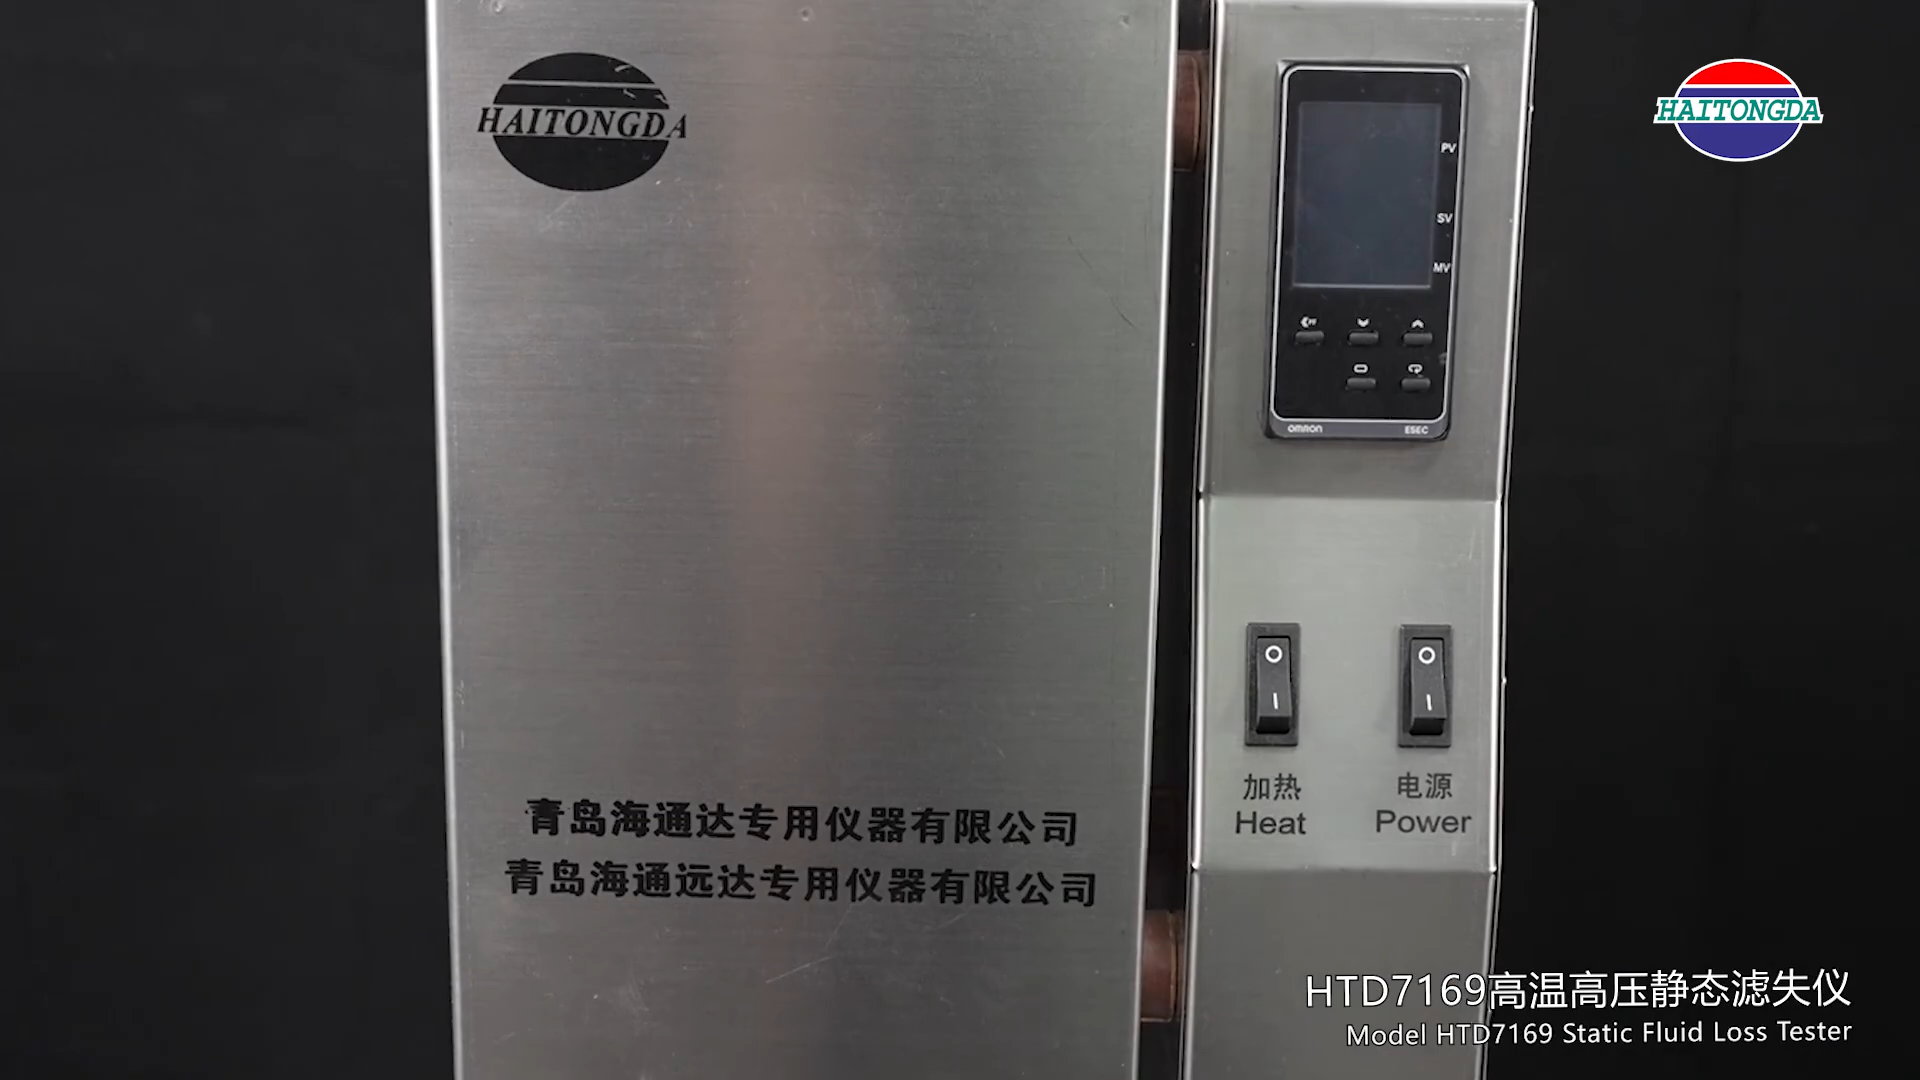 HAITONGDA
HAITONGDA
PV
SV
MV
PF
OMRON
E5EC
加热
Heat
电源
Power
青岛海通达专用仪器有限公司
青岛海通远达专用仪器有限公司
HTD7169高温高压静态滤失仪
Model HTD7169 Static Fluid Loss Tester